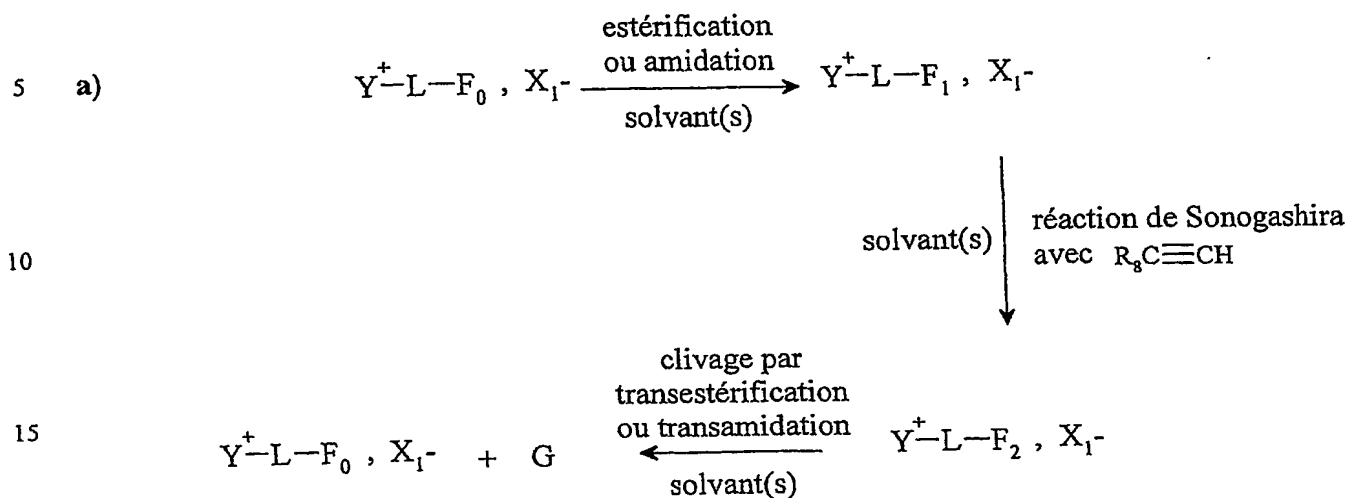 estérification
ou amidation
5 a) Y⁺—L—F₀ , X₁- Y⁺—L—F₁ , X₁-
solvant(s)
réaction de Sonogashira
solvant(s) avec R₈C≡CH
10
clivage par
transestérification
ou transamidation
15 Y⁺—L—F₀ , X₁- + G Y⁺—L—F₂ , X₁-
solvant(s)